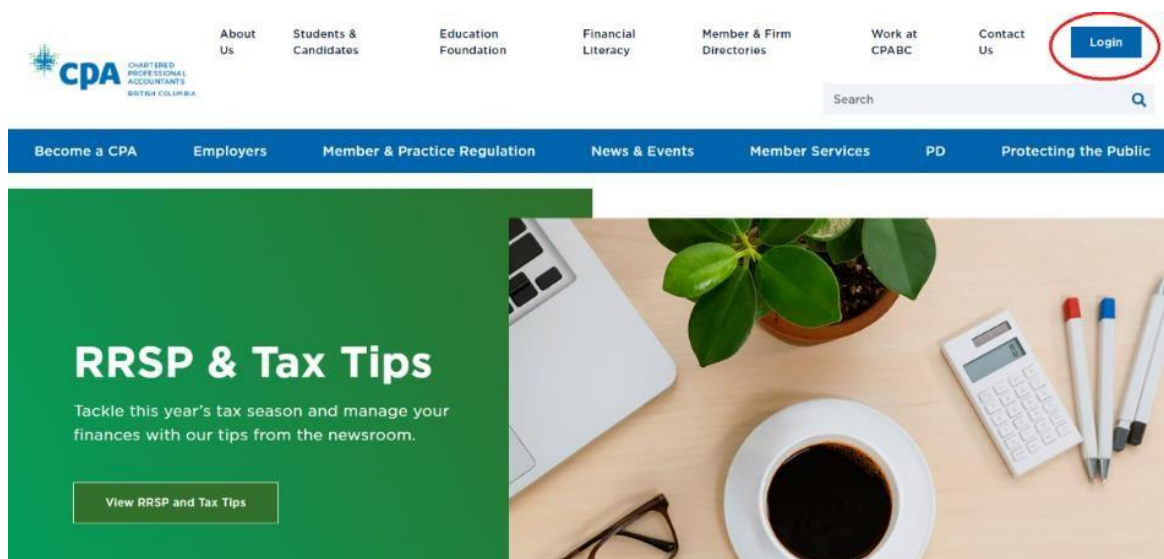 CPA
CHARTERED
PROFESSIONAL
ACCOUNTANTS
BRITISH COLUMBIA
About
Us
Students &
Candidates
Education
Foundation
Financial
Literacy
Member & Firm
Directories
Work at
CPABC
Contact
Us
Login
Search
Become a CPA
Employers
Member & Practice Regulation
News & Events
Member Services
PD
Protecting the Public
RRSP & Tax Tips
Tackle this year's tax season and manage your
finances with our tips from the newsroom.
View RRSP and Tax Tips